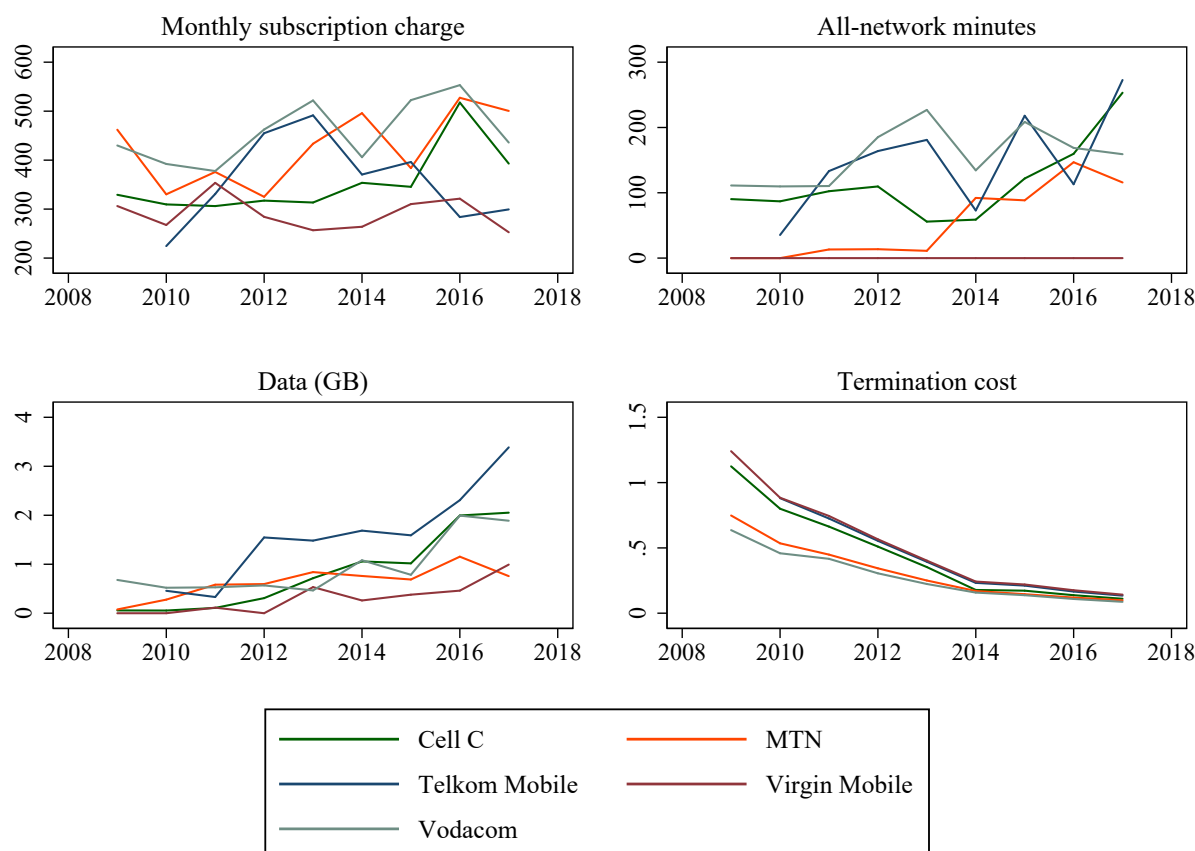 Monthly subscription charge
All-network minutes
600
500
400
300
200
2008 2010 2012 2014 2016 2018
300
200
100
0
2008 2010 2012 2014 2016 2018
Data (GB)
Termination cost
4
3
2
1
0
2008 2010 2012 2014 2016 2018
1.5
1
.5
0
2008 2010 2012 2014 2016 2018
Cell C
MTN
Telkom Mobile
Virgin Mobile
Vodacom